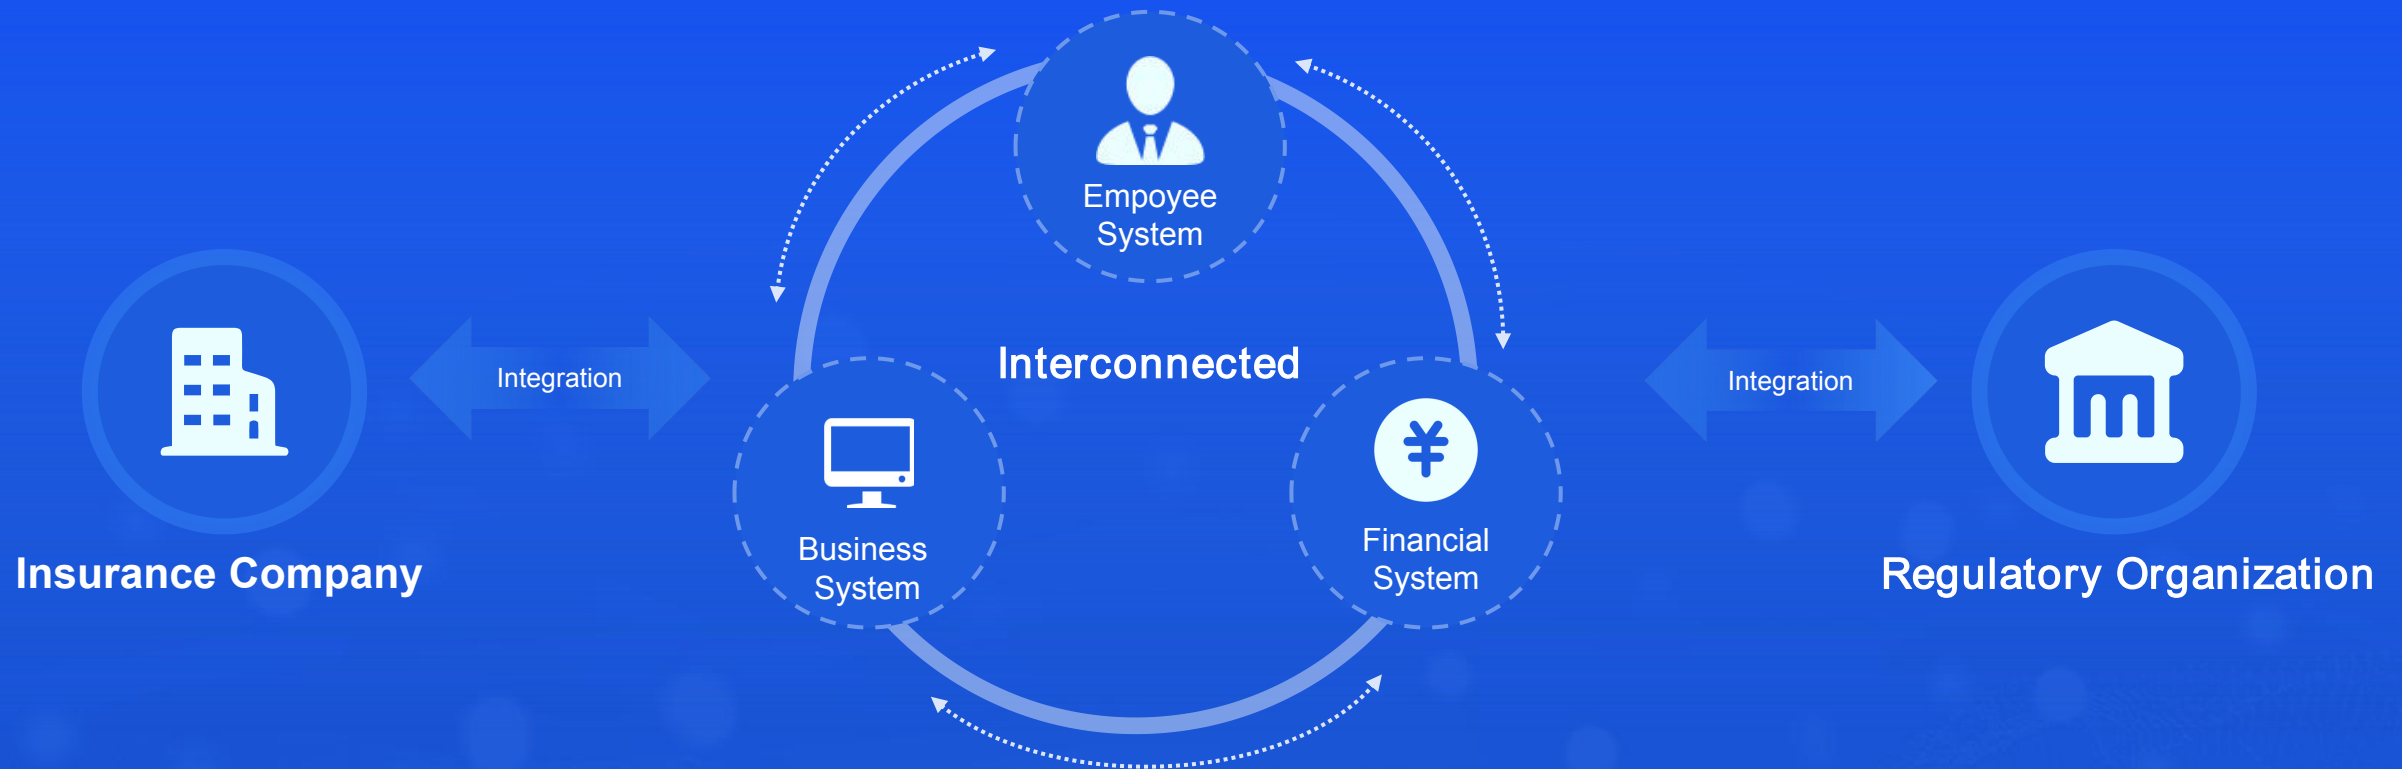 Empoyee
System
Interconnected
Integration
Integration
Business
System
Financial
System
Insurance Company
Regulatory Organization